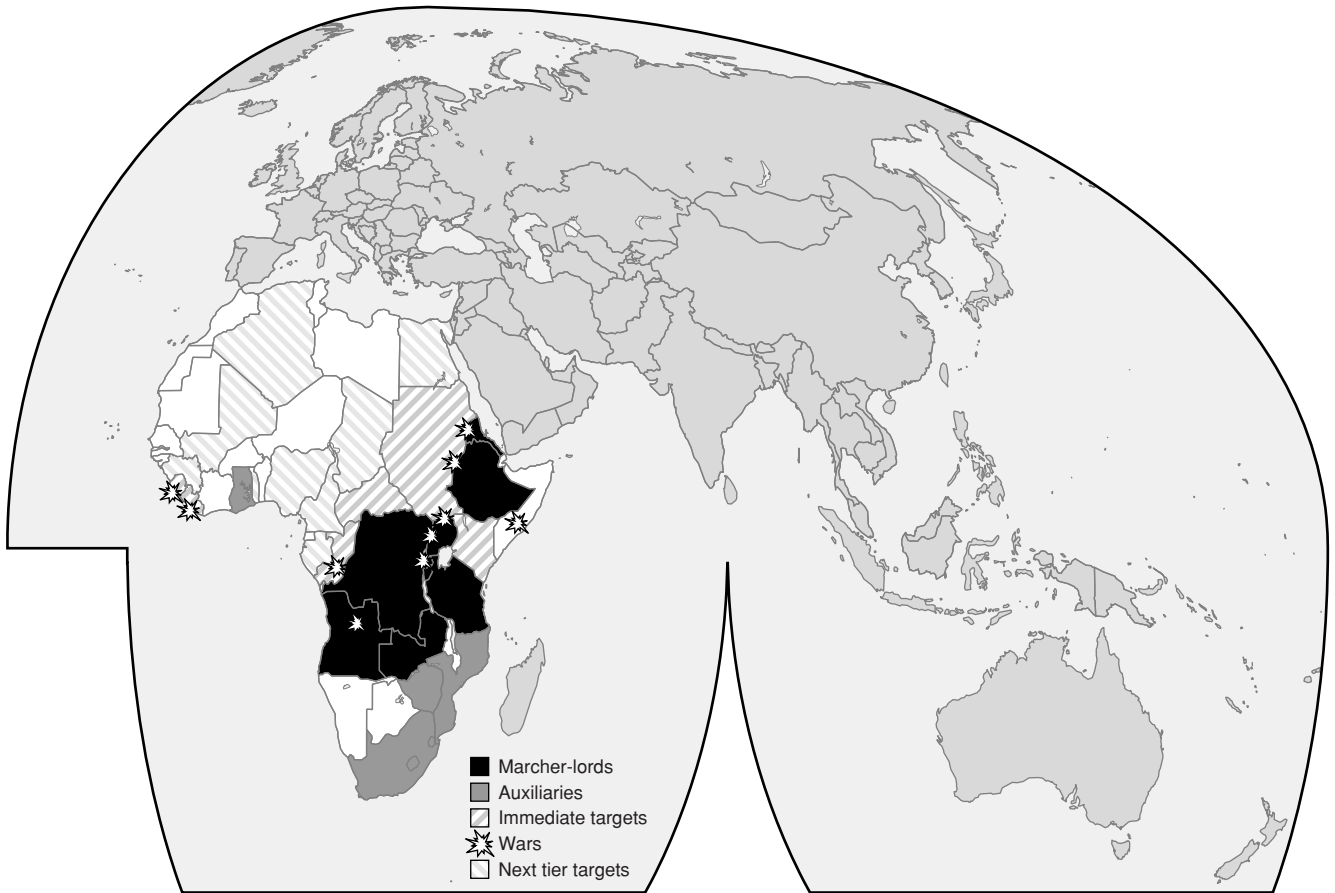 Marcher-lords
Auxiliaries
Immediate targets
Wars
Next tier targets